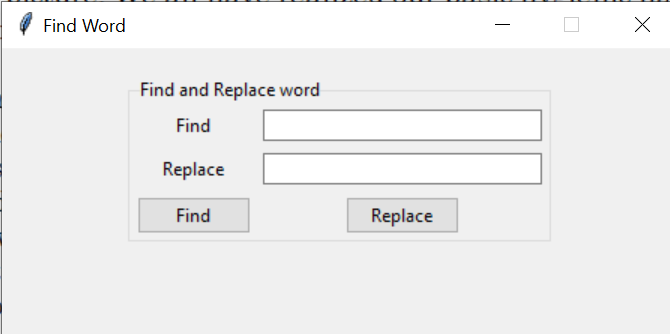 Find Word
Find and Replace word
Find
Replace
Find Replace